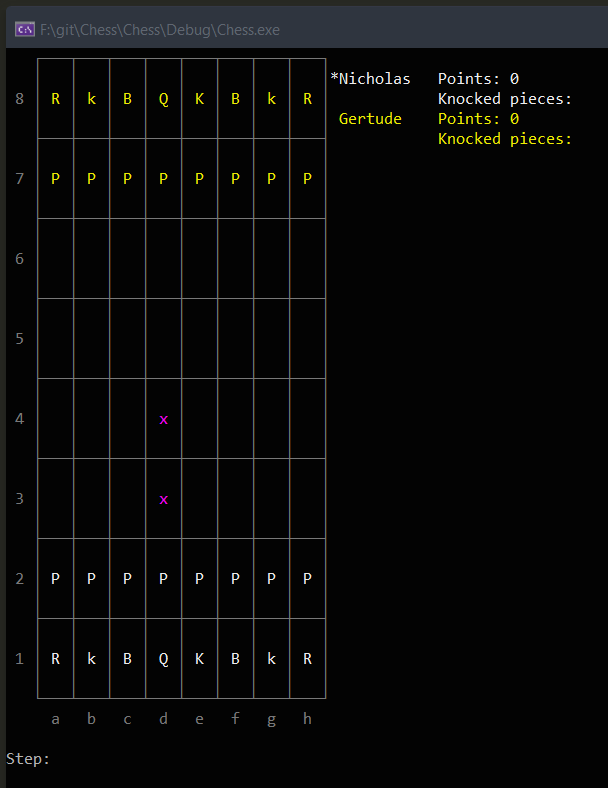 F:\git\Chess\Chess\Debug\Chess.exe
*Nicholas Points: 0
8 R k B Q K B k R Knocked pieces:
Gertude Points: 0
Knocked pieces:
7 P P P P P P P P
6
5
4 x
3 x
2 P P P P P P P P
1 R k B Q K B k R
a b c d e f g h
Step: